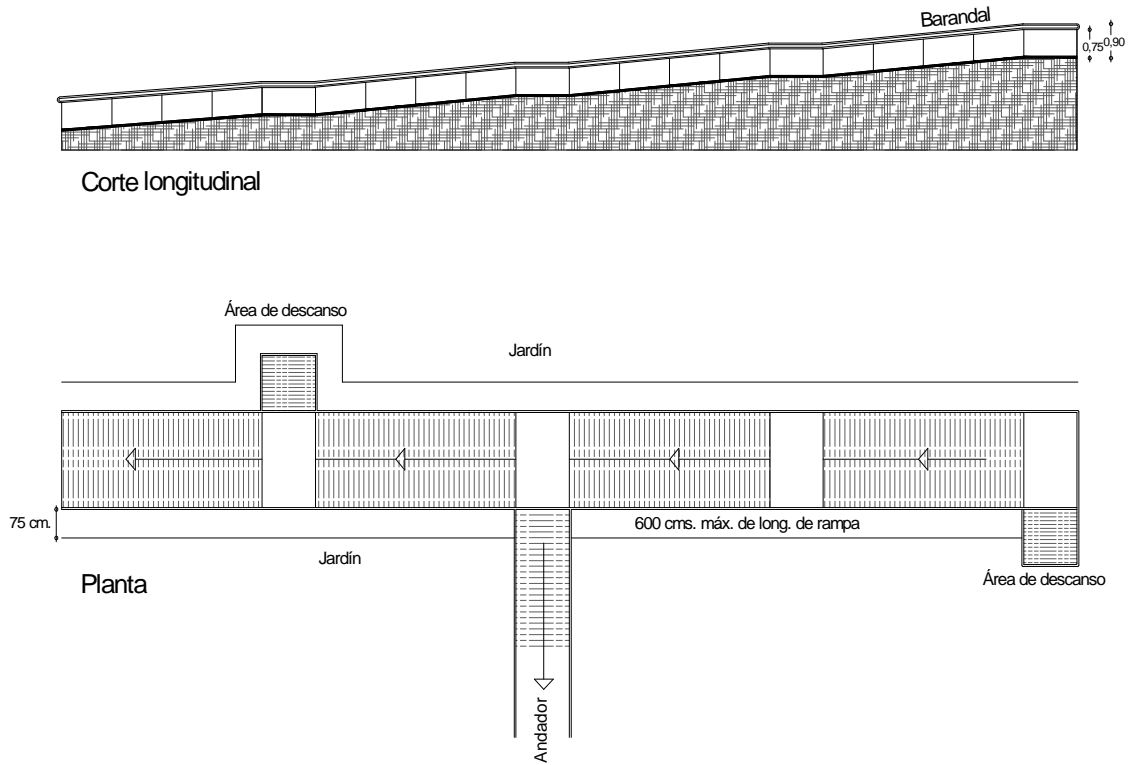 Barandal
0,75
0,90
Corte longitudinal
Área de descanso
Jardín
75 cm.
600 cms. máx. de long. de rampa
Jardín
Planta
Área de descanso
Andador